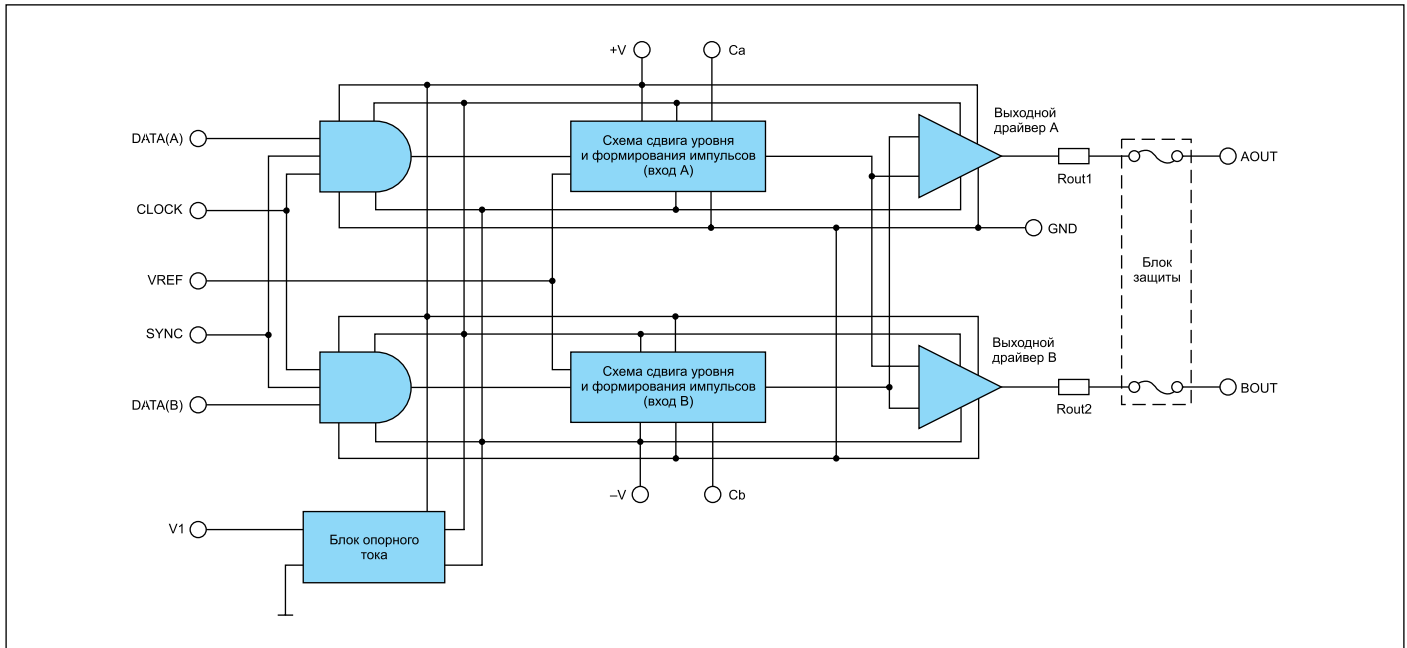 +V
Ca
DATA(A)
Схема сдвига уровня
и формирования импульсов
(вход А)
Выходной
драйвер А
Rout1
AOUT
CLOCK
GND
VREF
Блок
защиты
SYNC
DATA(B)
Схема сдвига уровня
и формирования импульсов
(вход В)
Выходной
драйвер В
Rout2
BOUT
–V
Cb
V1
Блок опорного
тока